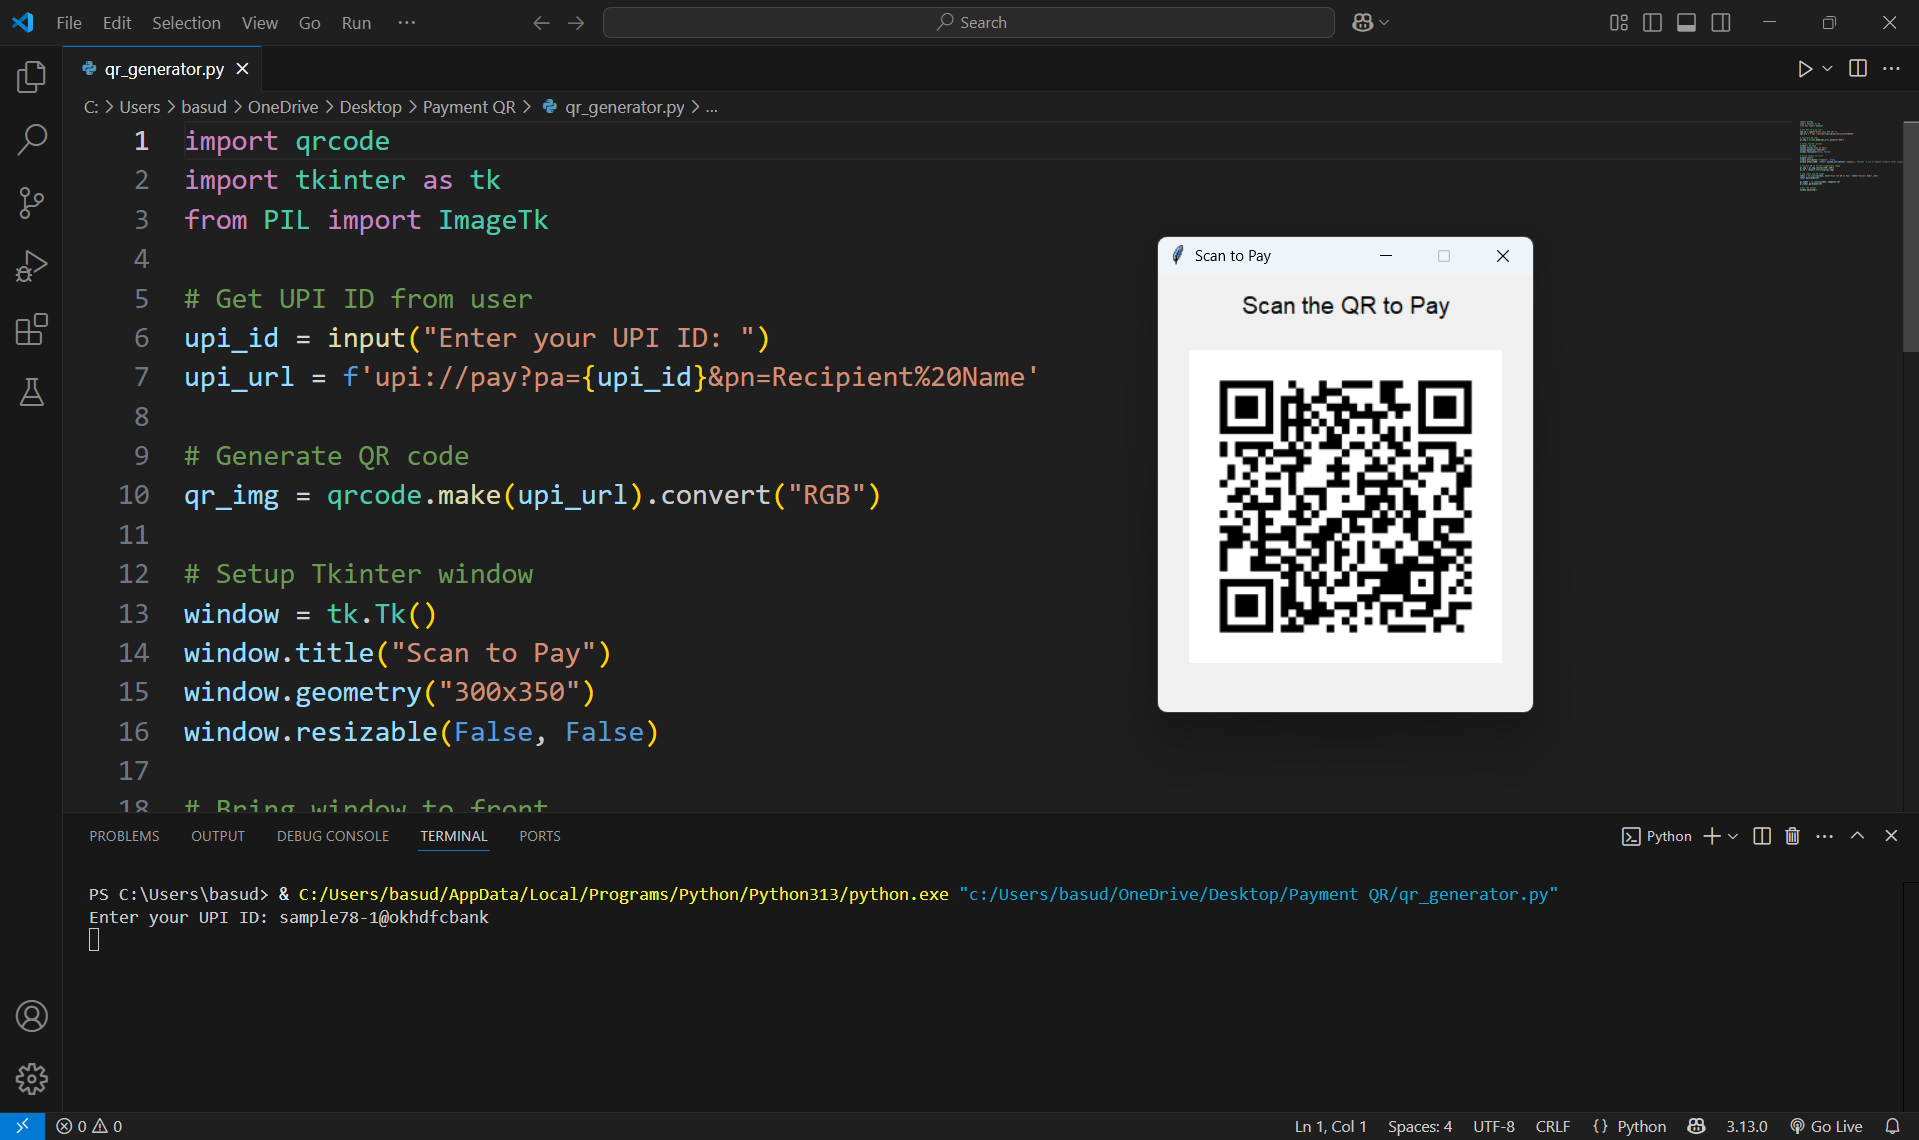 File Edit Selection View Go Run ···
Search
qr_generator.py
C: > Users > basud > OneDrive > Desktop > Payment QR > qr_generator.py > ...
1 import qrcode
2 import tkinter as tk
3 from PIL import ImageTk
4
5 # Get UPI ID from user
6 upi_id = input("Enter your UPI ID: ")
7 upi_url = f'upi://pay?pa={upi_id}&pn=Recipient%20Name'
8
9 # Generate QR code
10 qr_img = qrcode.make(upi_url).convert("RGB")
11
12 # Setup Tkinter window
13 window = tk.Tk()
14 window.title("Scan to Pay")
15 window.geometry("300x350")
16 window.resizable(False, False)
17
18 # Bring window to front
Scan to Pay
Scan the QR to Pay
PROBLEMS OUTPUT DEBUG CONSOLE TERMINAL PORTS
Python
PS C:\Users\basud> & C:/Users/basud/AppData/Local/Programs/Python/Python313/python.exe "c:/Users/basud/OneDrive/Desktop/Payment QR/qr_generator.py"
Enter your UPI ID: sample78-1@okhdfcbank
0 0
Ln 1, Col 1 Spaces: 4 UTF-8 CRLF {} Python 3.13.0 Go Live